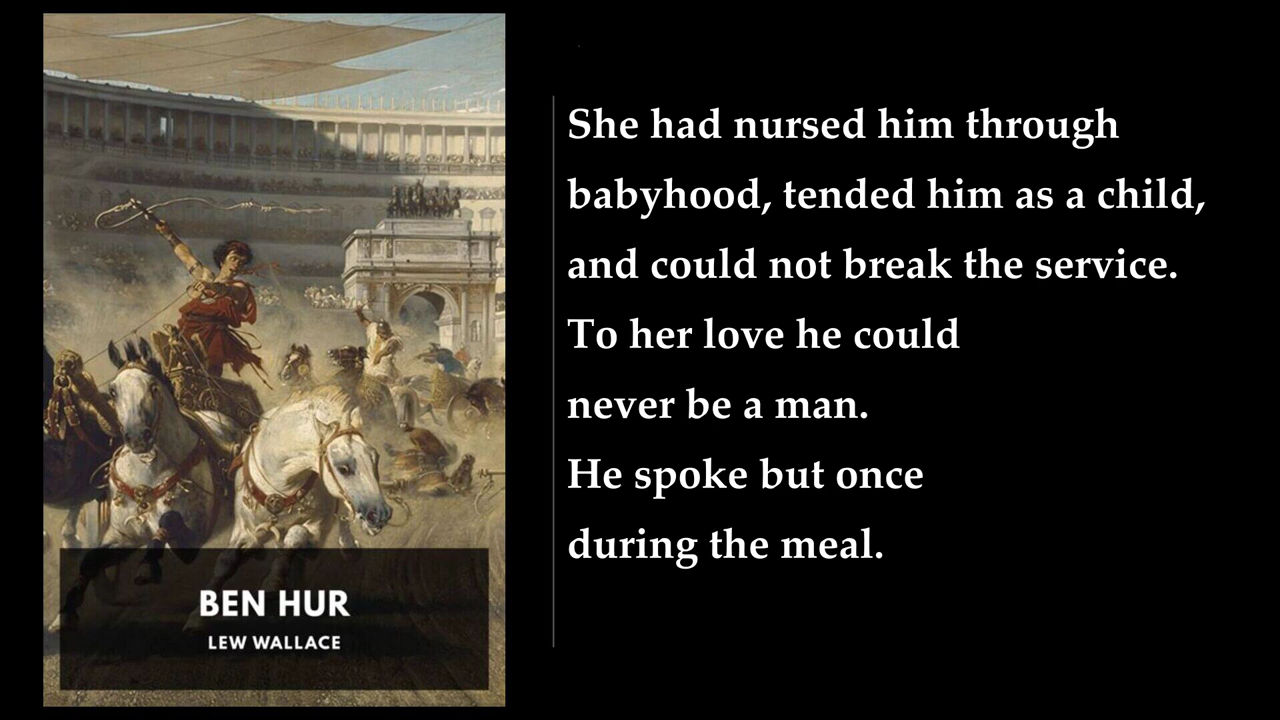 BEN HUR
LEW WALLACE
She had nursed him through
babyhood, tended him as a child,
and could not break the service.
To her love he could
never be a man.
He spoke but once
during the meal.